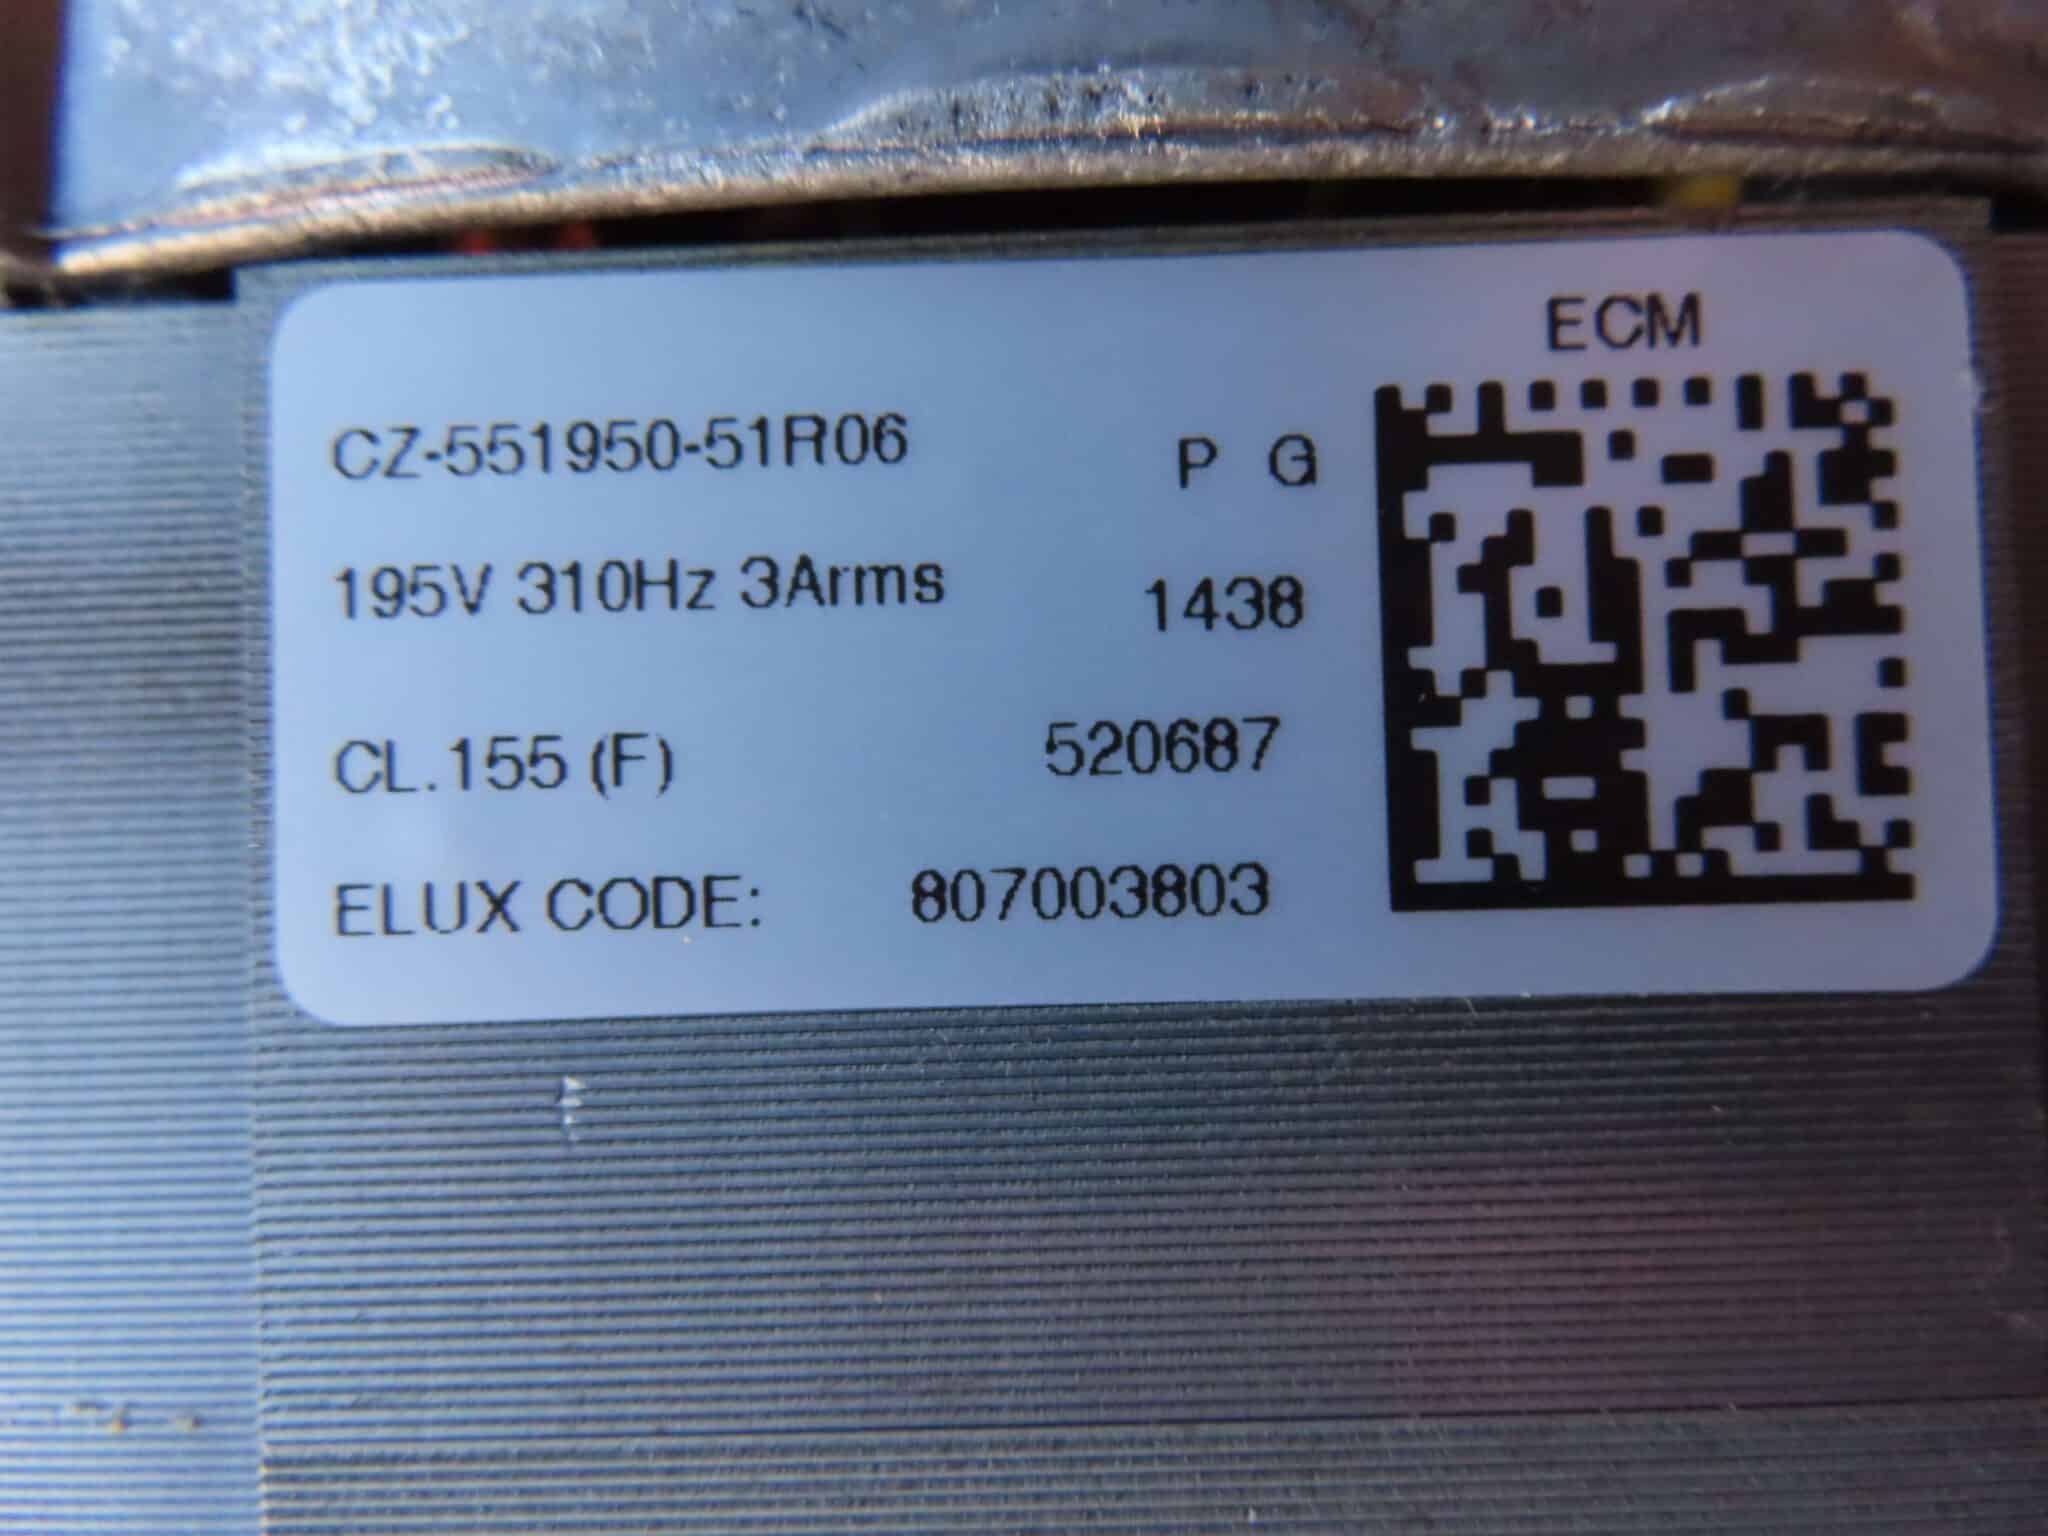 ECM
CZ-551950-51R06 P G
195V 310Hz 3Arms 1438
CL.155 (F) 520687
ELUX CODE: 807003803